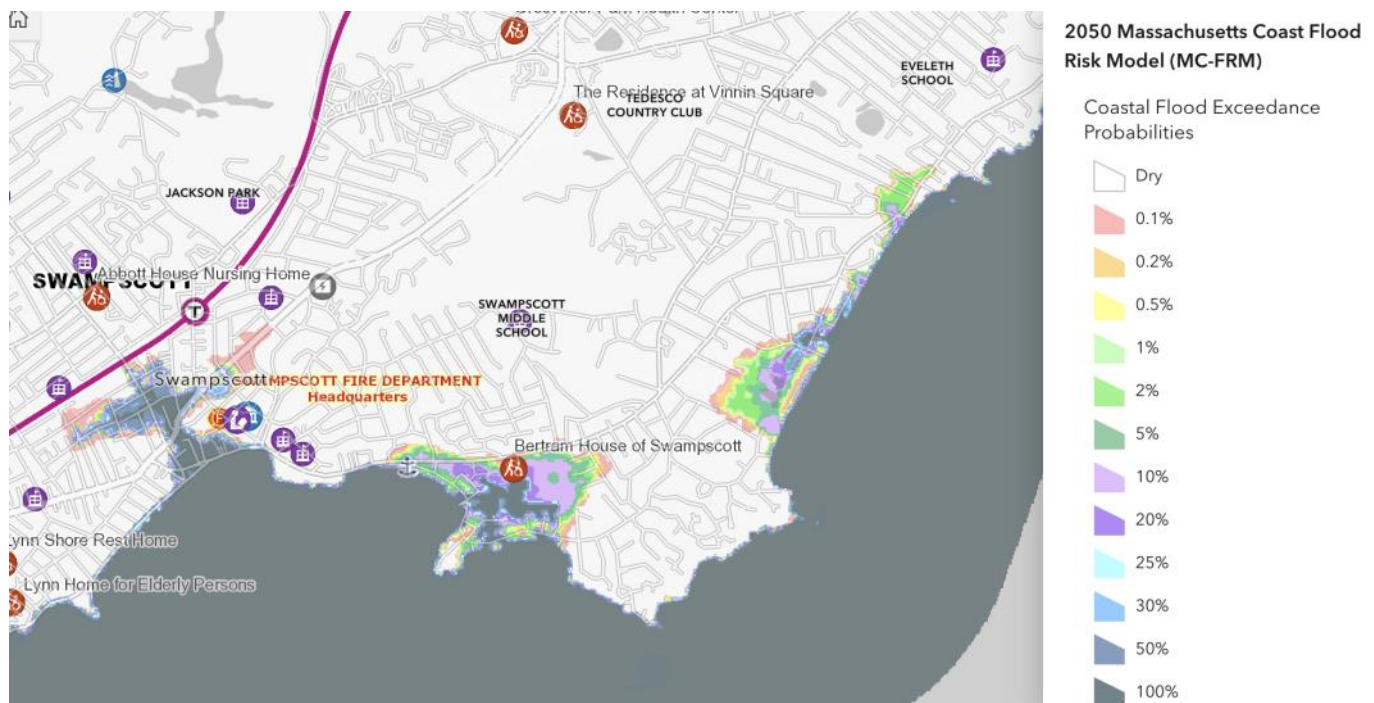 2050 Massachusetts Coast Flood
Risk Model (MC-FRM)
Coastal Flood Exceedance
Probabilities
Dry
0.1%
0.2%
0.5%
1%
2%
5%
10%
20%
25%
30%
50%
100%
EVELETH
SCHOOL
The Residence at Vinnin Square
TEDESCO
COUNTRY CLUB
JACKSON PARK
SWAMPSCOTT
Abbott House Nursing Home
T
SWAMPSCOTT
MIDDLE
SCHOOL
Swampscott
MPSCOTT FIRE DEPARTMENT
Headquarters
Bertram House of Swampscott
Lynn Shore Rest Home
Lynn Home for Elderly Persons